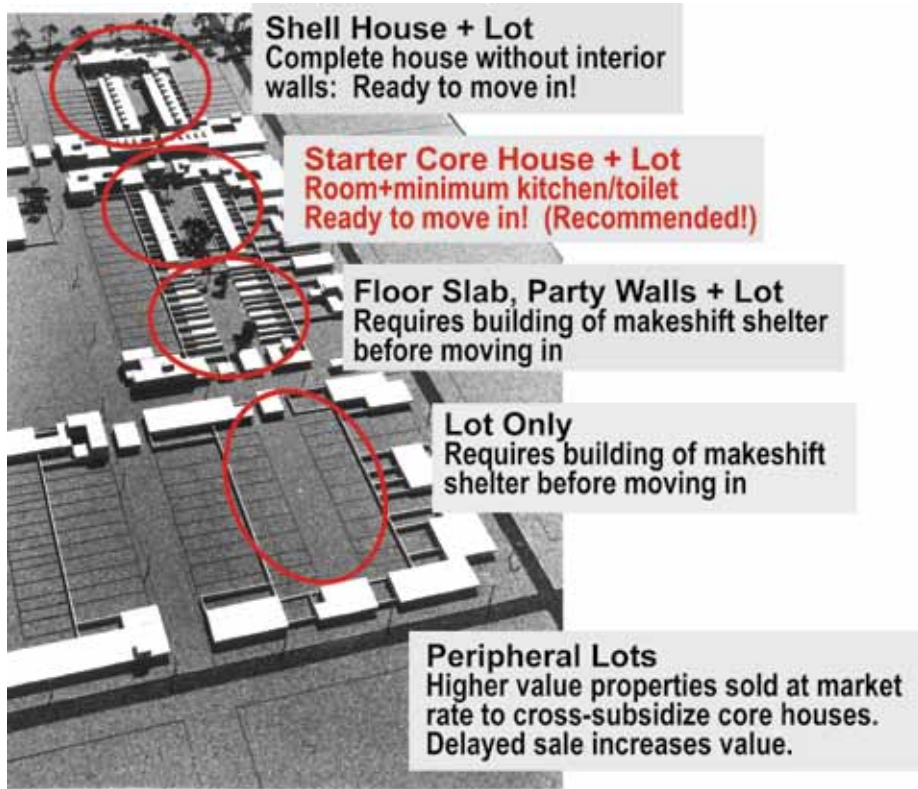 Shell House + Lot
Complete house without interior
walls: Ready to move in!
Starter Core House + Lot
Room+minimum kitchen/toilet
Ready to move in! (Recommended!)
Floor Slab, Party Walls + Lot
Requires building of makeshift shelter
before moving in
Lot Only
Requires building of makeshift
shelter before moving in
Peripheral Lots
Higher value properties sold at market
rate to cross-subsidize core houses.
Delayed sale increases value.